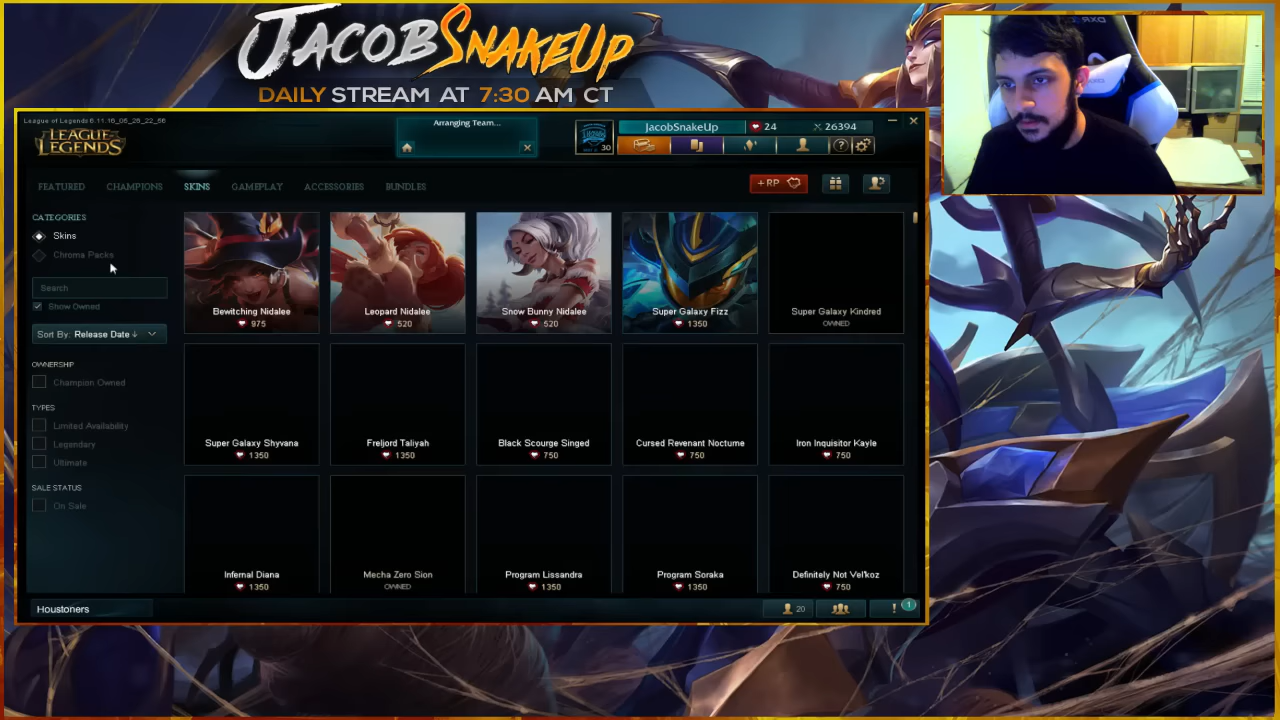 JACOBSNAKEUP
DAILY STREAM AT 7:30 AM CT
DXRACER
League of Legends 6.11.16_05_26_22_56
LEAGUE OF LEGENDS
Arranging Team...
30
JacobSnakeUp
24
26394
?
FEATURED
CHAMPIONS
SKINS
GAMEPLAY
ACCESSORIES
BUNDLES
+RP
CATEGORIES
Skins
Chroma Packs
Search
Show Owned
Sort By: Release Date
OWNERSHIP
Champion Owned
TYPES
Limited Availability
Legendary
Ultimate
SALE STATUS
On Sale
Bewitching Nidalee
975
Leopard Nidalee
520
Snow Bunny Nidalee
520
Super Galaxy Fizz
1350
Super Galaxy Kindred
OWNED
Super Galaxy Shyvana
1350
Freljord Taliyah
1350
Black Scourge Singed
750
Cursed Revenant Nocturne
750
Iron Inquisitor Kayle
750
Infernal Diana
1350
Mecha Zero Sion
OWNED
Program Lissandra
1350
Program Soraka
1350
Definitely Not Vel'koz
750
Houstoners
20
!
1